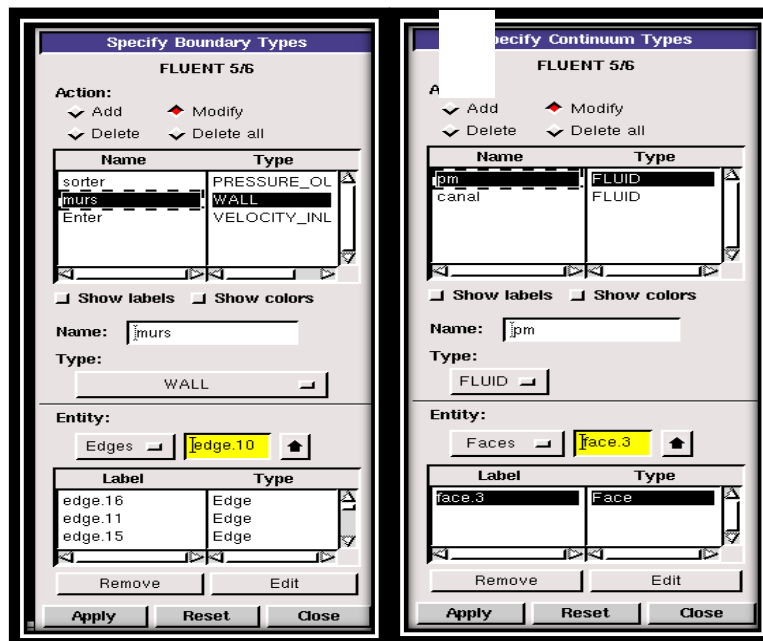 Specify Boundary Types
FLUENT 5/6
Action:
Add Modify
Delete Delete all
Name Type
sorter PRESSURE_OL
murs WALL
Enter VELOCITY_INL
Show labels Show colors
Name: murs
Type:
WALL
Entity:
Edges edge.10
Label Type
edge.16 Edge
edge.11 Edge
edge.15 Edge
Remove Edit
Apply Reset Close
ecify Continuum Types
FLUENT 5/6
A
Add Modify
Delete Delete all
Name Type
pm FLUID
canal FLUID
Show labels Show colors
Name: pm
Type:
FLUID
Entity:
Faces face.3
Label Type
face.3 Face
Remove Edit
Apply Reset Close